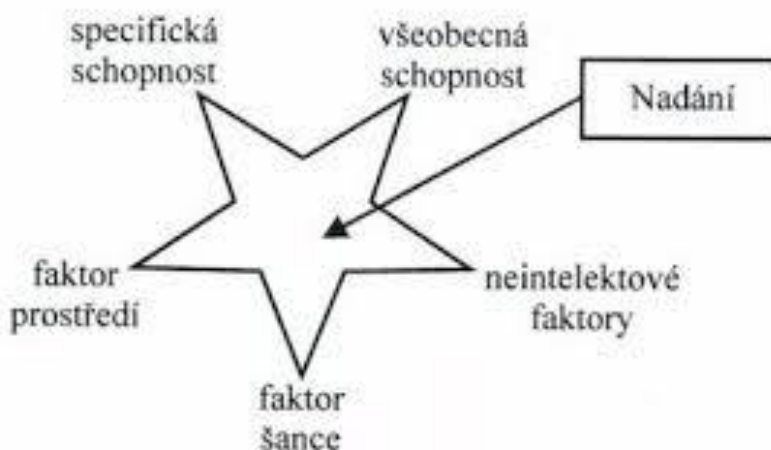 specifická
schopnost
všeobecná
schopnost
Nadání
faktor
prostředí
neintelektové
faktory
faktor
šance